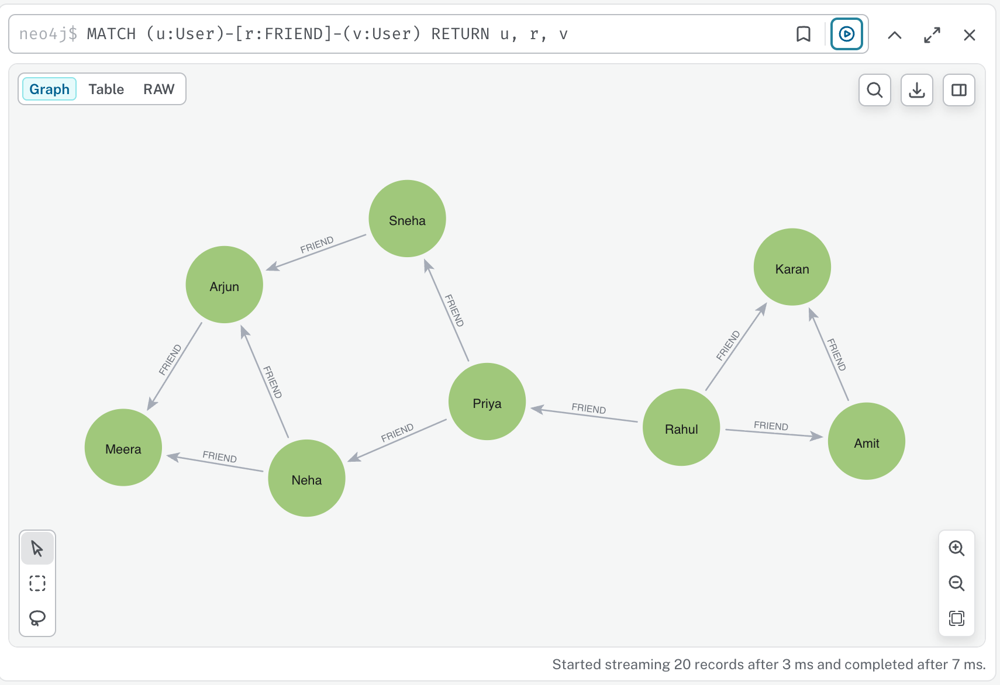 neo4j$ MATCH (u:User)-[r:FRIEND]-(v:User) RETURN u, r, v
Graph Table RAW
Sneha
FRIEND
Arjun
Karan
FRIEND
FRIEND
FRIEND
FRIEND
FRIEND
Priya
FRIEND
Rahul
FRIEND
Amit
FRIEND
Meera
FRIEND
Neha
Started streaming 20 records after 3 ms and completed after 7 ms.